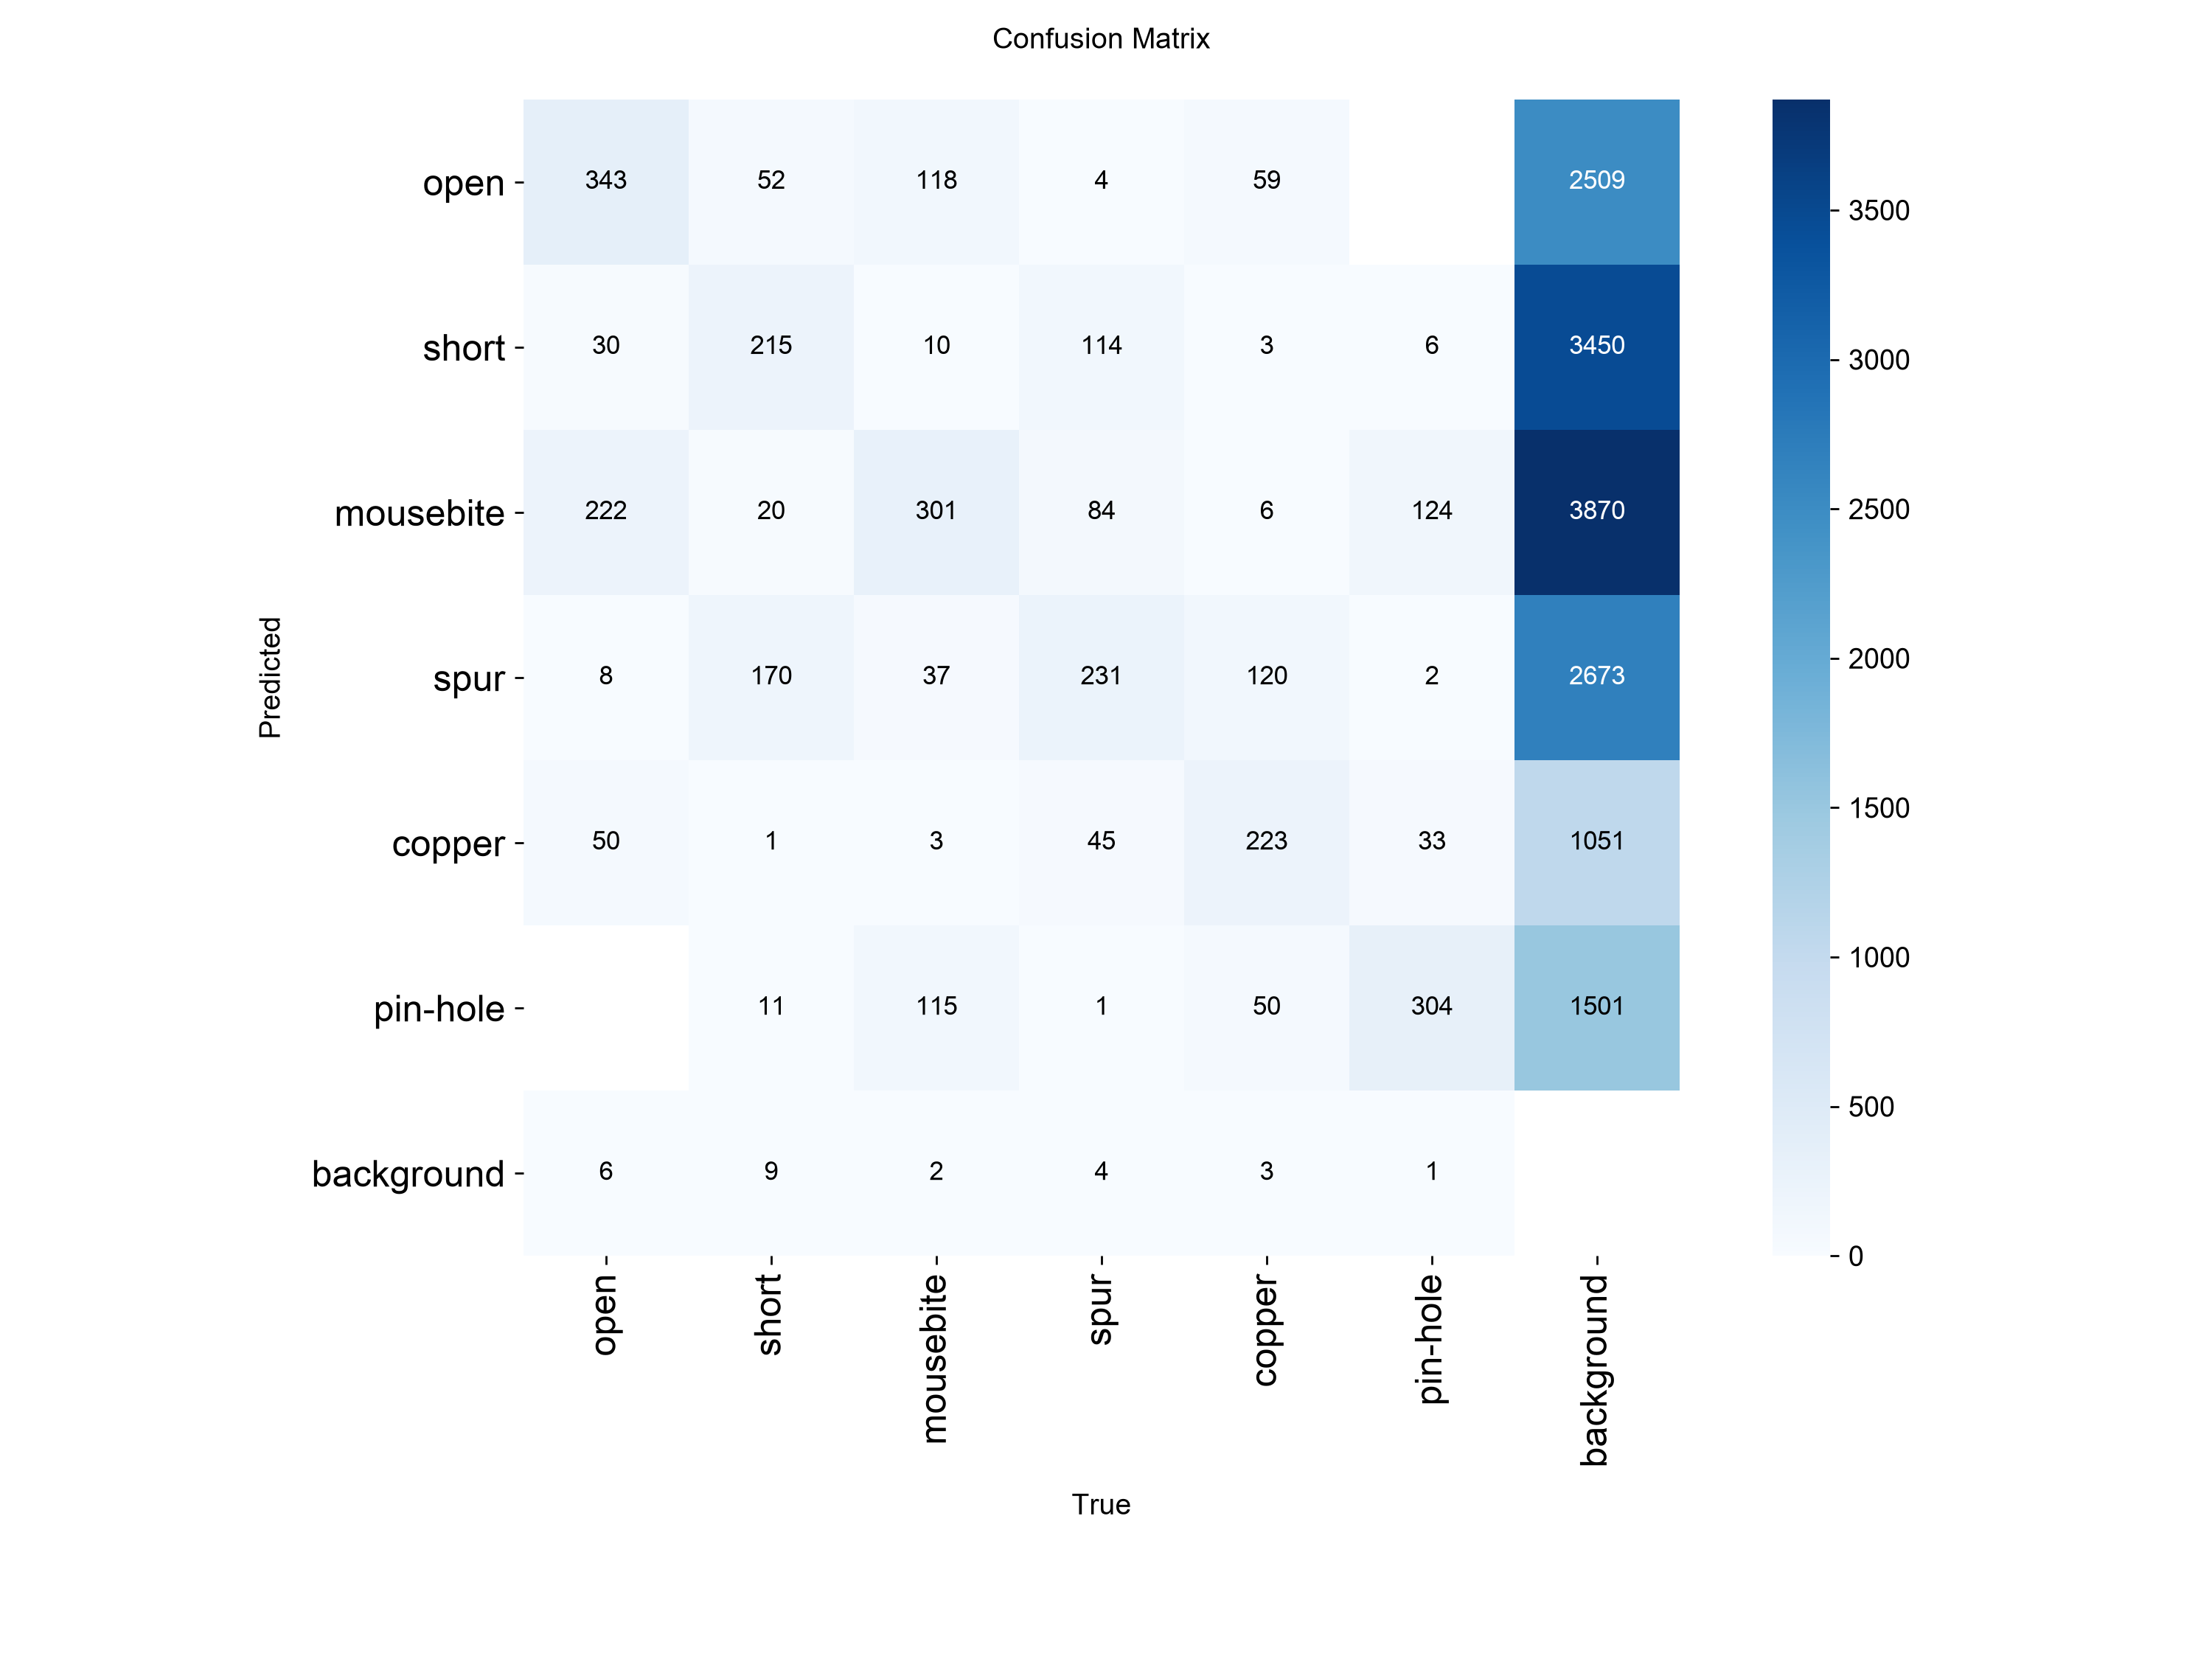 Confusion Matrix
open 343 52 118 4 59 2509
short 30 215 10 114 3 6 3450
mousebite 222 20 301 84 6 124 3870
spur 8 170 37 231 120 2 2673
copper 50 1 3 45 223 33 1051
pin-hole 11 115 1 50 304 1501
background 6 9 2 4 3 1
Predicted
open short mousebite spur copper pin-hole background
True
3500
3000
2500
2000
1500
1000
500
0